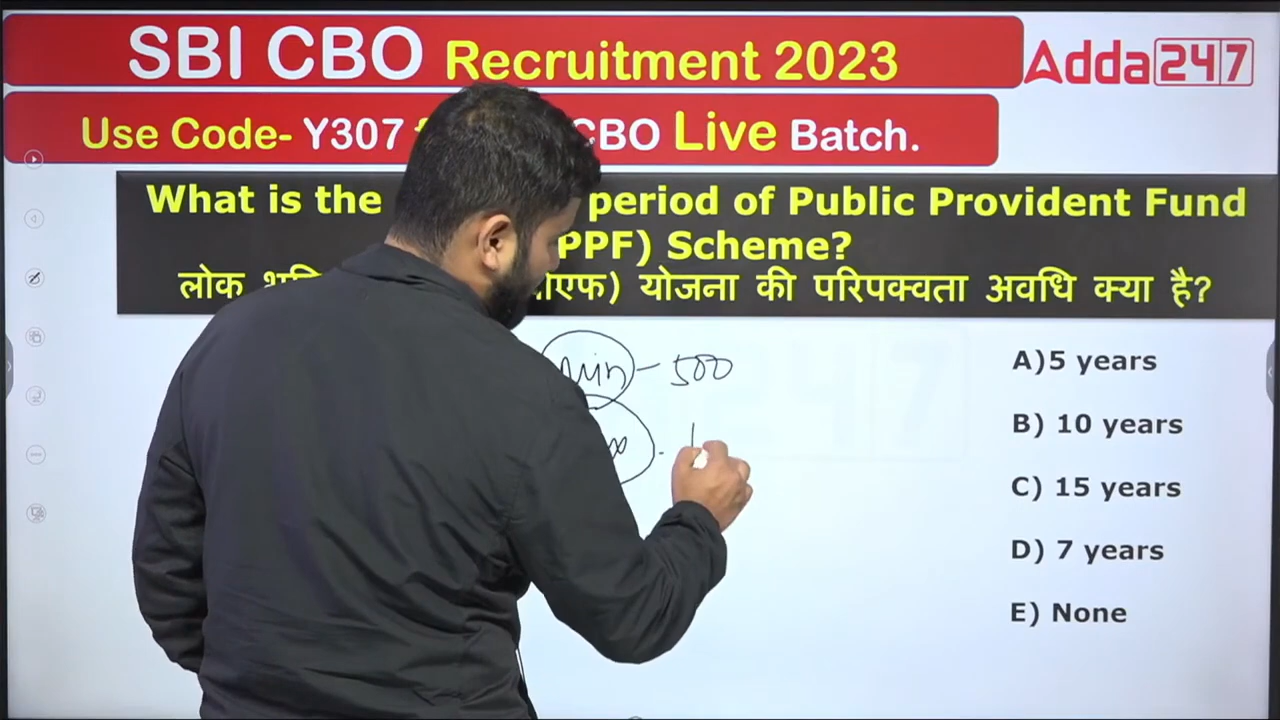 SBI CBO Recruitment 2023
Adda247
Use Code- Y307 CBO Live Batch.
What is the period of Public Provident Fund
PPF) Scheme?
लोक योजना की परिपक्वता अवधि क्या है?
min - 500
A)5 years
B) 10 years
C) 15 years
D) 7 years
E) None